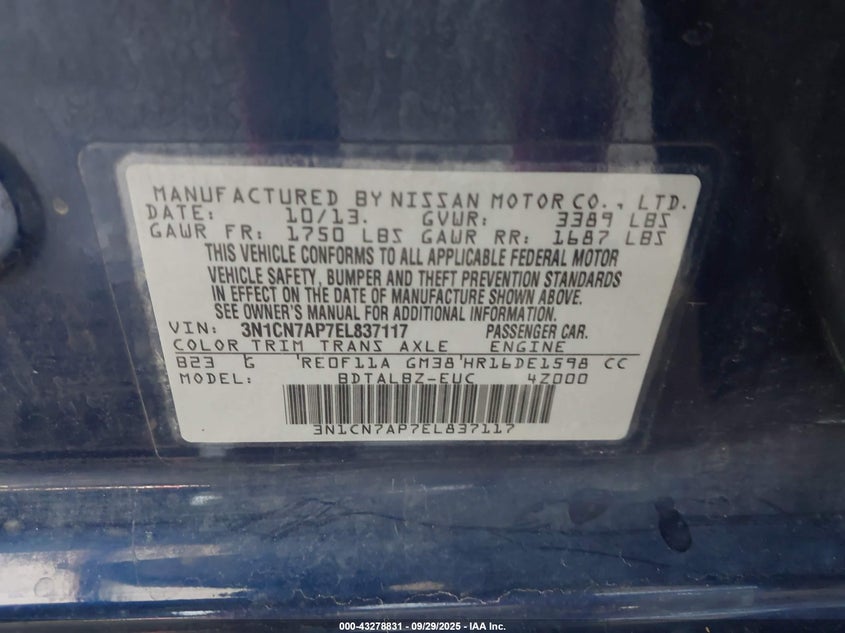 MANUFACTURED BY NISSAN MOTOR CO., LTD.
DATE: 10/13. GVWR: 3389 LBS
GAWR FR: 1750 LBS GAWR RR: 1687 LBS
THIS VEHICLE CONFORMS TO ALL APPLICABLE FEDERAL MOTOR
VEHICLE SAFETY, BUMPER AND THEFT PREVENTION STANDARDS
IN EFFECT ON THE DATE OF MANUFACTURE SHOWN ABOVE.
SEE OWNER'S MANUAL FOR ADDITIONAL INFORMATION.
VIN: 3N1CN7AP7EL837117 PASSENGER CAR.
COLOR TRIM TRANS AXLE ENGINE
B23 G RE0F11A GM38 HR16DE1598 CC
MODEL: BDTALBZ-EUC 4Z000
3N1CN7AP7EL837117
000-43278831 - 09/29/2025 - IAA Inc.